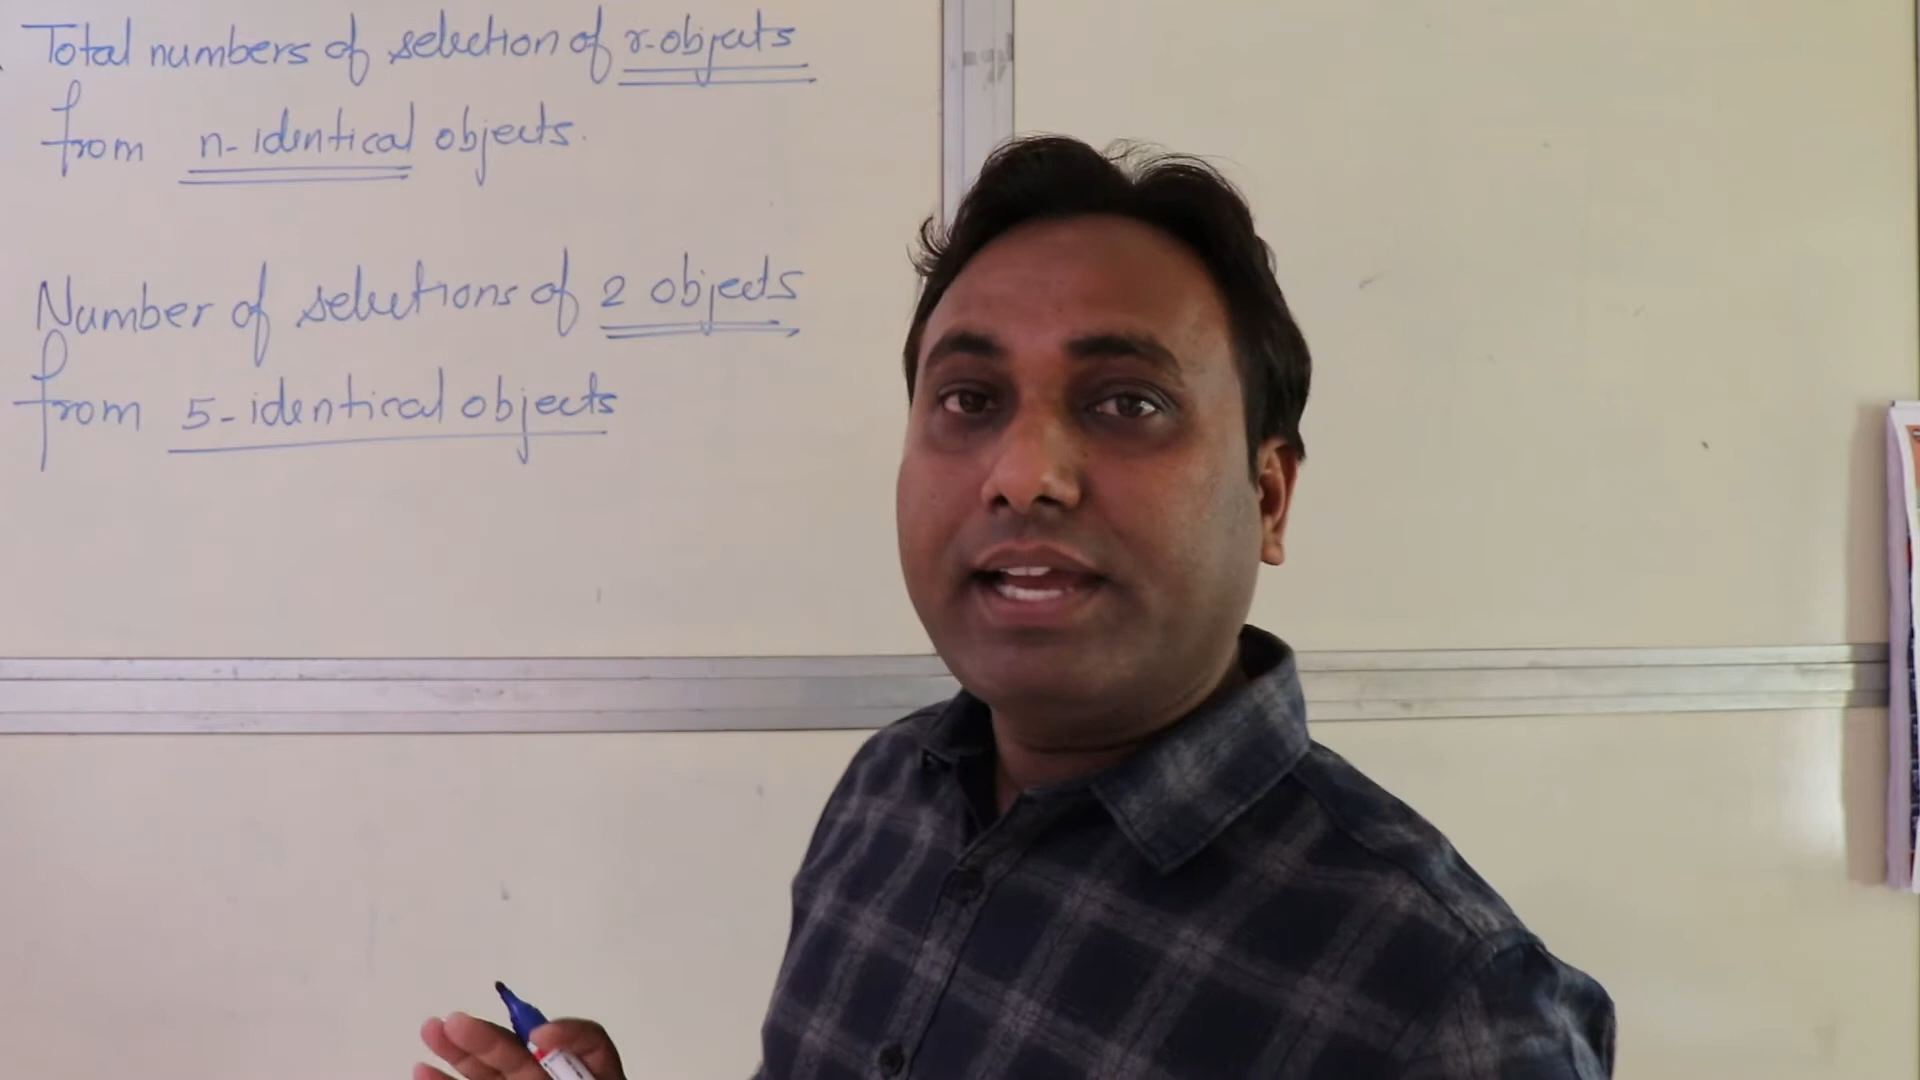 Total numbers of selection of r-objects
from n-identical objects.
Number of selections of 2 objects
from 5-identical objects